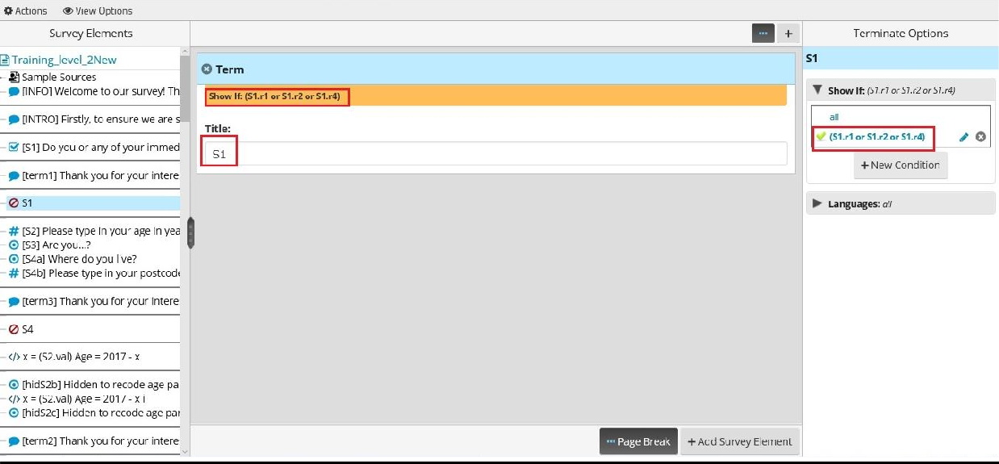 Actions View Options
Survey Elements
Training_level_2New
Sample Sources
[INFO] Welcome to our survey! Th
[INTRO] Firstly, to ensure we are s
[S1] Do you or any of your immed
[term1] Thank you for your intere
S1
[S2] Please type in your age in yea
[S3] Are you...?
[S4a] Where do you live?
[S4b] Please type in your postcode
[term3] Thank you for your intere
S4
</> x = (S2.val) Age = 2017 - x
[hidS2b] Hidden to recode age pa
</> x = (S2.val) Age = 2017 - x i
[hidS2c] Hidden to recode age par
[term2] Thank you for your intere
... +
Term
Show If: (S1.r1 or S1.r2 or S1.r4)
Title:
S1
Page Break + Add Survey Element
Terminate Options
S1
Show If: (S1.r1 or S1.r2 or S1.r4)
all
(S1.r1 or S1.r2 or S1.r4)
+ New Condition
Languages: all